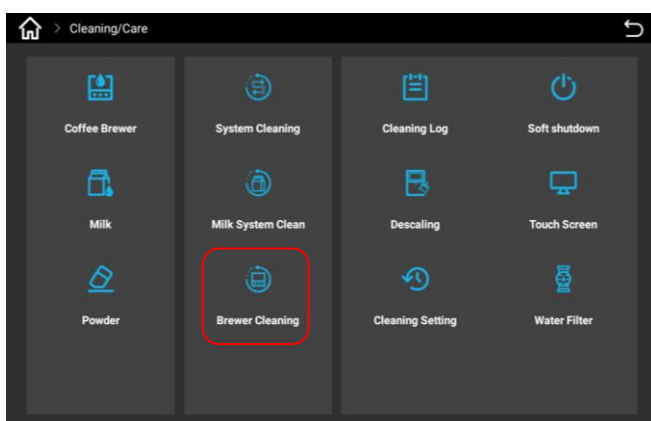 > Cleaning/Care
Coffee Brewer
System Cleaning
Cleaning Log
Soft shutdown
Milk
Milk System Clean
Descaling
Touch Screen
Powder
Brewer Cleaning
Cleaning Setting
Water Filter